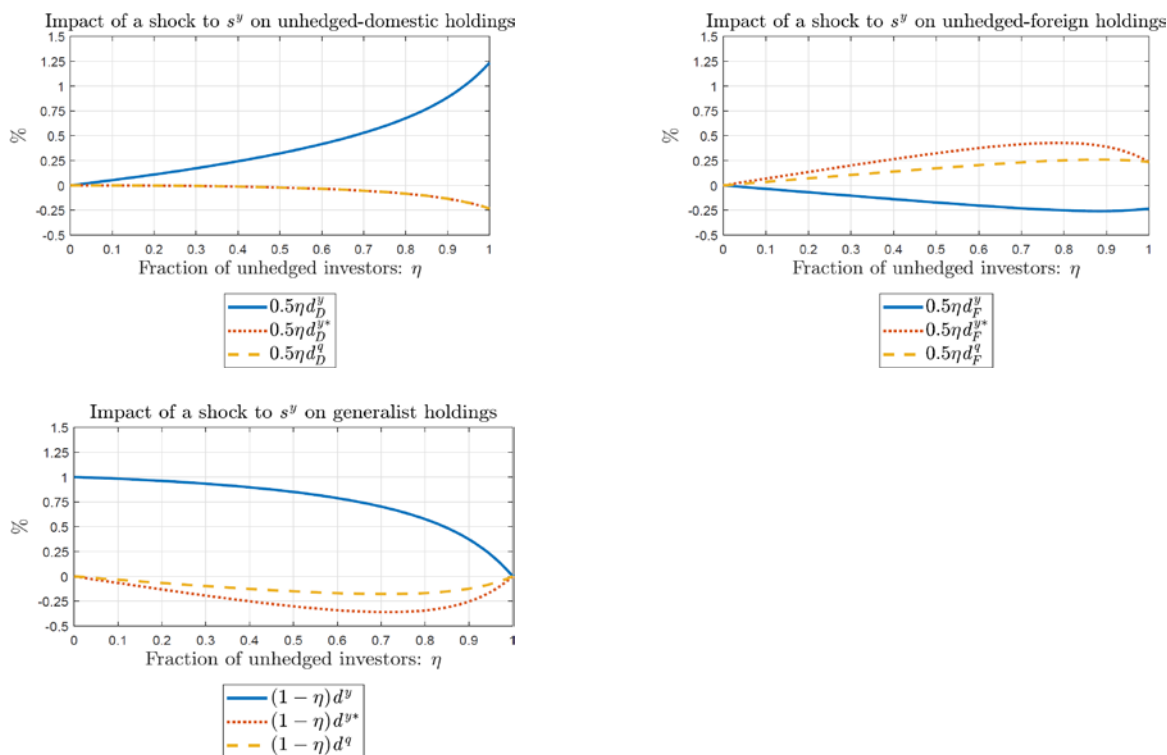 Impact of a shock to s^y on unhedged-domestic holdings
1.5
1.25
1
0.75
0.5
0.25
0
-0.25
-0.5
%
0 0.1 0.2 0.3 0.4 0.5 0.6 0.7 0.8 0.9 1
Fraction of unhedged investors: η
0.5ηd_D^y
0.5ηd_D^{y*}
0.5ηd_D^q
Impact of a shock to s^y on unhedged-foreign holdings
1.5
1.25
1
0.75
0.5
0.25
0
-0.25
-0.5
%
0 0.1 0.2 0.3 0.4 0.5 0.6 0.7 0.8 0.9 1
Fraction of unhedged investors: η
0.5ηd_F^y
0.5ηd_F^{y*}
0.5ηd_F^q
Impact of a shock to s^y on generalist holdings
1.5
1.25
1
0.75
0.5
0.25
0
-0.25
-0.5
%
0 0.1 0.2 0.3 0.4 0.5 0.6 0.7 0.8 0.9 1
Fraction of unhedged investors: η
(1 − η)d^y
(1 − η)d^{y*}
(1 − η)d^q